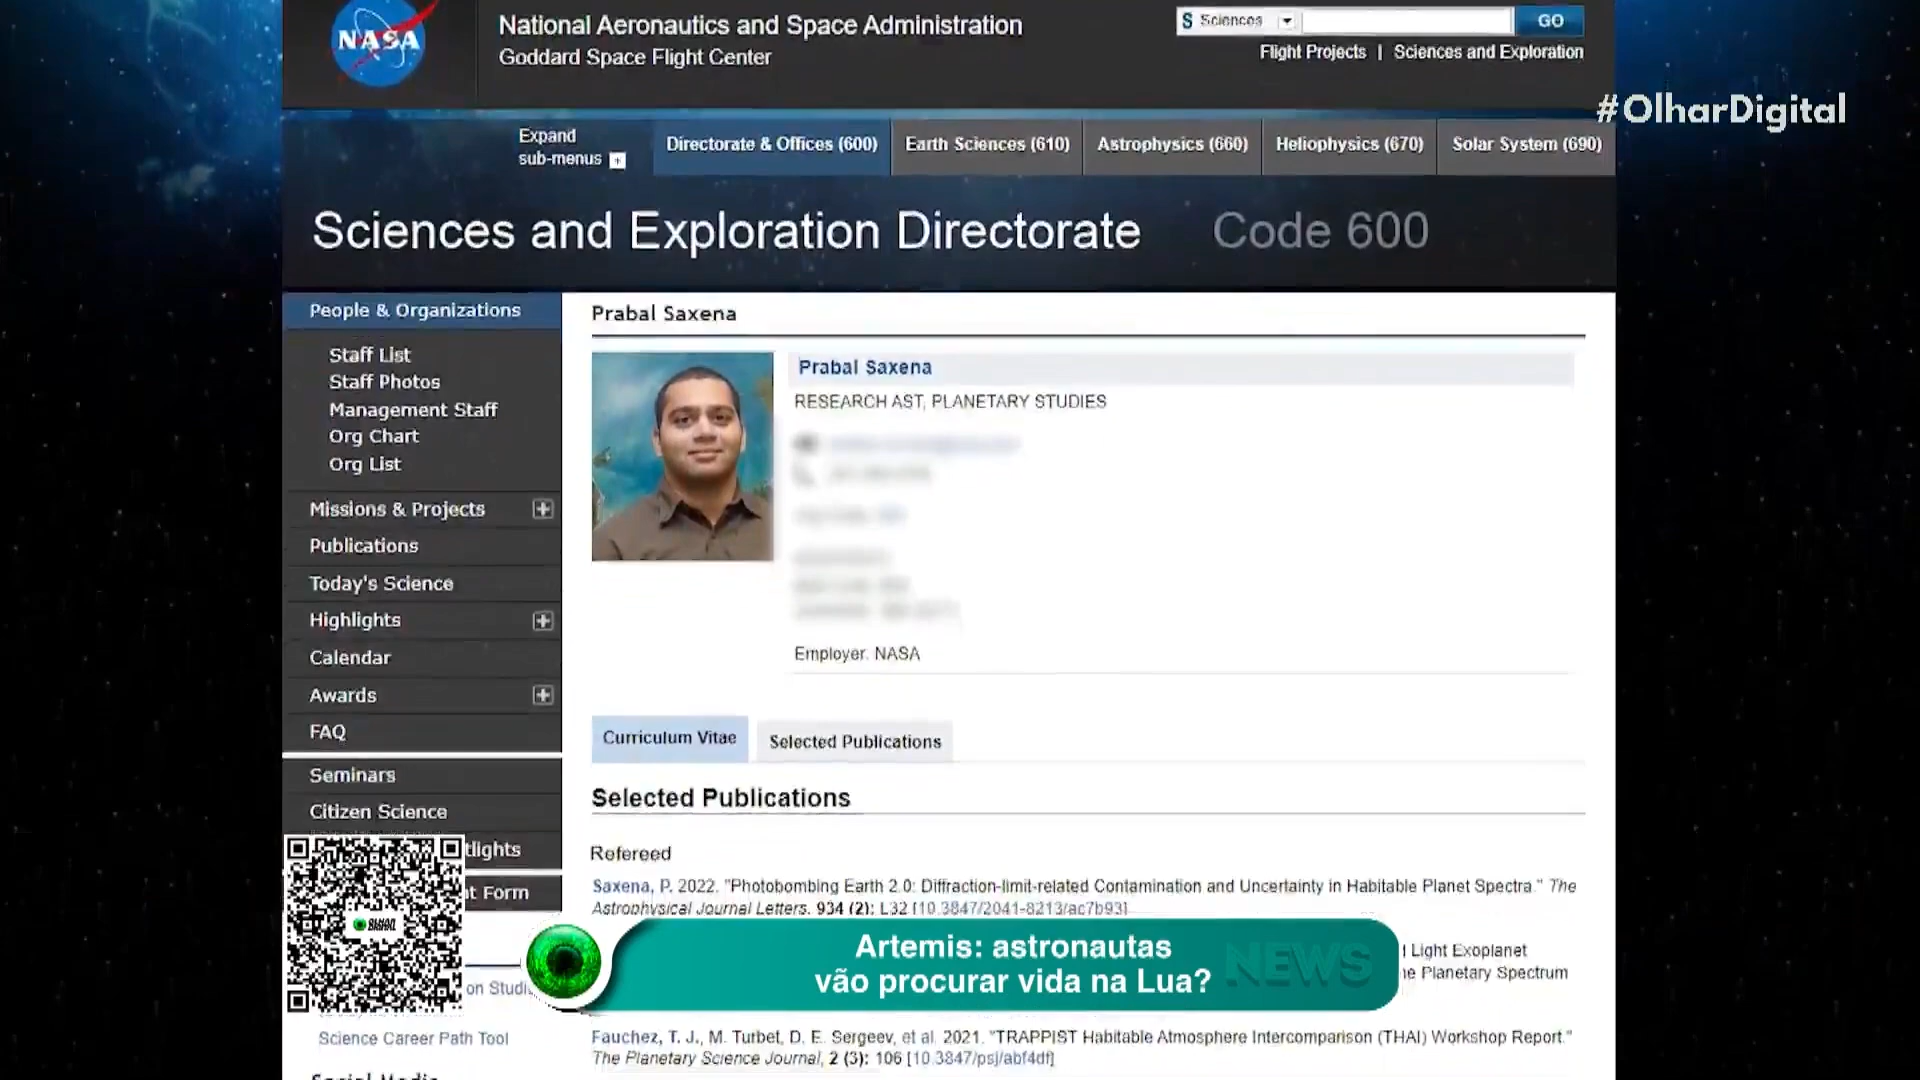 NASA
National Aeronautics and Space Administration
Goddard Space Flight Center
S Sciences
GO
Flight Projects | Sciences and Exploration
#OlharDigital
Expand
sub-menus
Directorate & Offices (600)
Earth Sciences (610)
Astrophysics (660)
Heliophysics (670)
Solar System (690)
Sciences and Exploration Directorate
Code 600
People & Organizations
Staff List
Staff Photos
Management Staff
Org Chart
Org List
Missions & Projects
Publications
Today's Science
Highlights
Calendar
Awards
FAQ
Seminars
Citizen Science
tlights
t Form
on Studi
Science Career Path Tool
Social Media
Prabal Saxena
Prabal Saxena
RESEARCH AST, PLANETARY STUDIES
Employer: NASA
Curriculum Vitae
Selected Publications
Selected Publications
Refereed
Saxena, P. 2022. "Photobombing Earth 2.0: Diffraction-limit-related Contamination and Uncertainty in Habitable Planet Spectra." The
Astrophysical Journal Letters, 934 (2): L32 [10.3847/2041-8213/ac7b93]
Light Exoplanet
e Planetary Spectrum
Artemis: astronautas
vão procurar vida na Lua?
NEWS
Fauchez, T. J., M. Turbet, D. E. Sergeev, et al. 2021. "TRAPPIST Habitable Atmosphere Intercomparison (THAI) Workshop Report."
The Planetary Science Journal, 2 (3): 106 [10.3847/psj/abf4df]